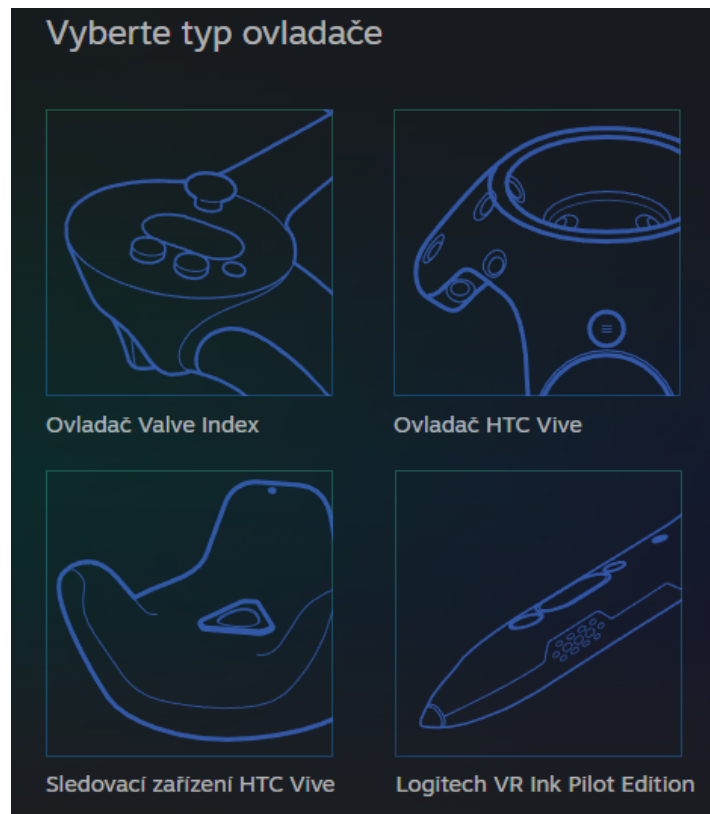 Vyberte typ ovladače
Ovladač Valve Index
Ovladač HTC Vive
Sledovací zařízení HTC Vive
Logitech VR Ink Pilot Edition